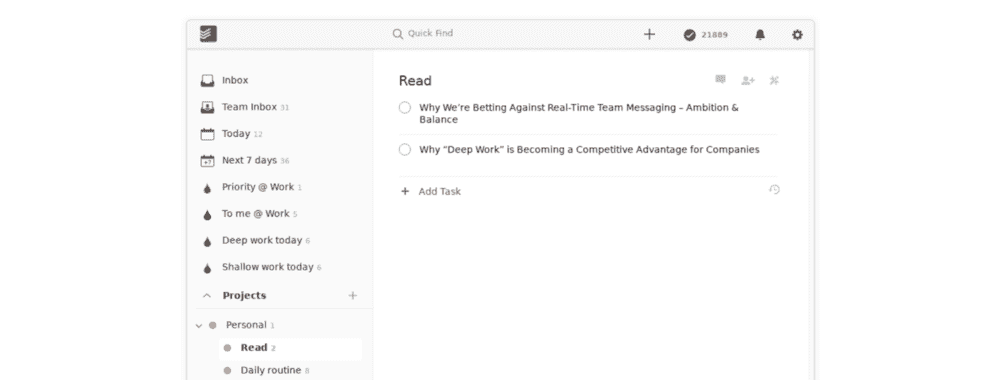 Quick Find
21889
Inbox
Team Inbox 31
Today 12
Next 7 days 36
Priority @ Work 1
To me @ Work 5
Deep work today 6
Shallow work today 6
Projects
Personal 1
Read 2
Daily routine 8
Read
Why We’re Betting Against Real-Time Team Messaging – Ambition &
Balance
Why “Deep Work” is Becoming a Competitive Advantage for Companies
Add Task